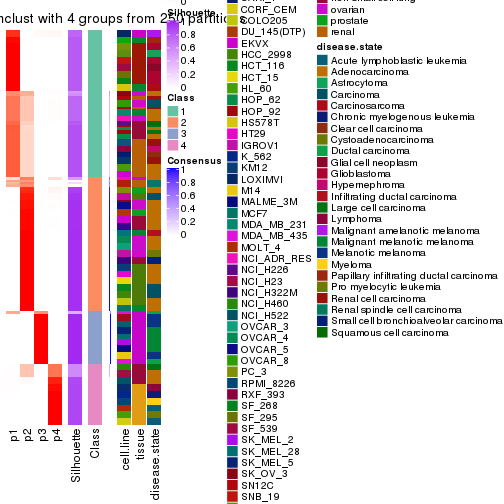 nclust with 4 groups from 250 partitions
Silhouette
1
0.8
0.6
0.4
0.2
0
Class
1
2
3
4
Consensus
1
0.8
0.6
0.4
0.2
0
p1
p2
p3
p4
Silhouette
Class
cell.line
tissue
disease.state
CCRF_CEM
COLO205
DU_145(DTP)
EKVX
HCC_2998
HCT_116
HCT_15
HL_60
HOP_62
HOP_92
HS578T
HT29
IGROV1
K_562
KM12
LOXIMVI
M14
MALME_3M
MCF7
MDA_MB_231
MDA_MB_435
MOLT_4
NCI_ADR_RES
NCI_H226
NCI_H23
NCI_H322M
NCI_H460
NCI_H522
OVCAR_3
OVCAR_4
OVCAR_5
OVCAR_8
PC_3
RPMI_8226
RXF_393
SF_268
SF_295
SF_539
SK_MEL_2
SK_MEL_28
SK_MEL_5
SK_OV_3
SN12C
SNB_19
ovarian
prostate
renal
disease.state
Acute lymphoblastic leukemia
Adenocarcinoma
Astrocytoma
Carcinoma
Carcinosarcoma
Chronic myelogenous leukemia
Clear cell carcinoma
Cystoadenocarcinoma
Ductal carcinoma
Glial cell neoplasm
Glioblastoma
Hypernephroma
Infiltrating ductal carcinoma
Large cell carcinoma
Lymphoma
Malignant amelanotic melanoma
Malignant melanotic melanoma
Melanotic melanoma
Myeloma
Papillary infiltrating ductal carcinoma
Pro myelocytic leukemia
Renal cell carcinoma
Renal spindle cell carcinoma
Small cell bronchioalveolar carcinoma
Squamous cell carcinoma